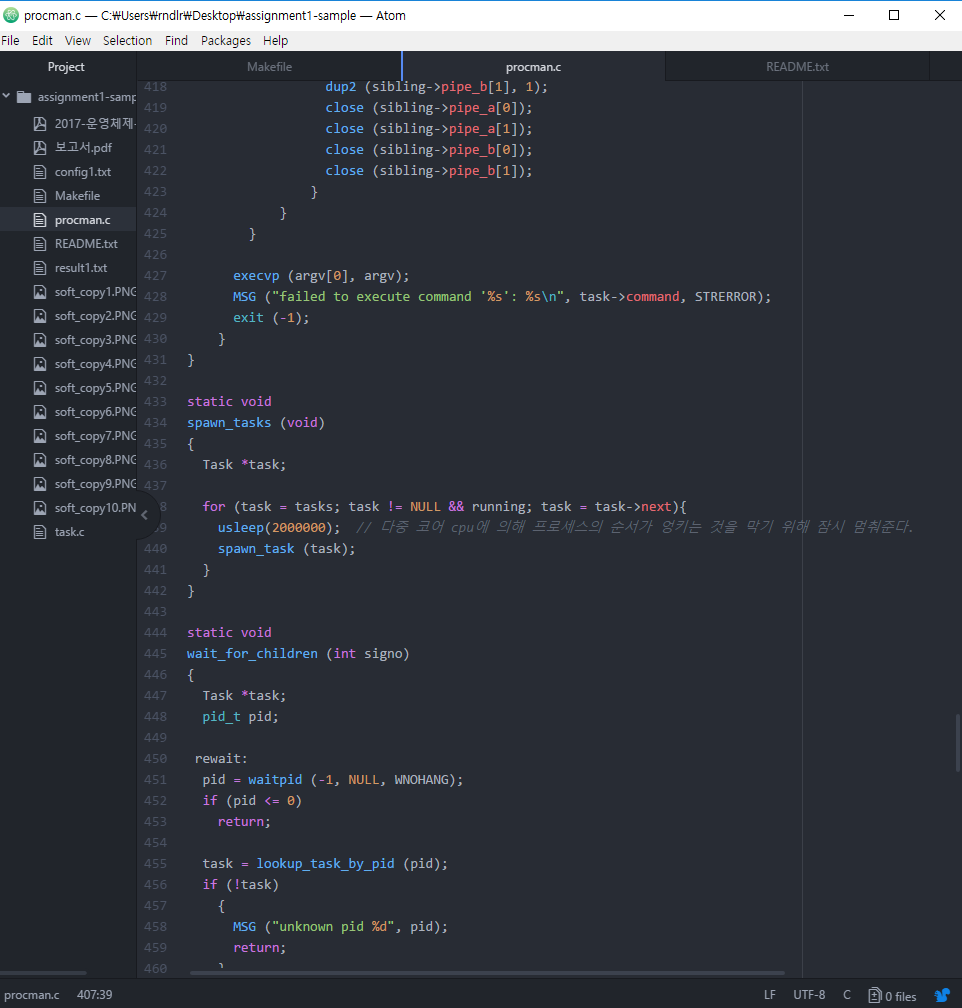 procman.c — C:₩Users₩rndlr₩Desktop₩assignment1-sample — Atom
File Edit View Selection Find Packages Help
Project
Makefile
procman.c
README.txt
assignment1-samp
2017-운영체제-
보고서.pdf
config1.txt
Makefile
procman.c
README.txt
result1.txt
soft_copy1.PNG
soft_copy2.PNG
soft_copy3.PNG
soft_copy4.PNG
soft_copy5.PNG
soft_copy6.PNG
soft_copy7.PNG
soft_copy8.PNG
soft_copy9.PNG
soft_copy10.PN
task.c
418 dup2 (sibling->pipe_b[1], 1);
419 close (sibling->pipe_a[0]);
420 close (sibling->pipe_a[1]);
421 close (sibling->pipe_b[0]);
422 close (sibling->pipe_b[1]);
423 }
424 }
425 }
426
427 execvp (argv[0], argv);
428 MSG ("failed to execute command '%s': %s\n", task->command, STRERROR);
429 exit (-1);
430 }
431 }
432
433 static void
434 spawn_tasks (void)
435 {
436 Task *task;
437
8 for (task = tasks; task != NULL && running; task = task->next){
39 usleep(2000000); // 다중 코어 cpu에 의해 프로세스의 순서가 엉키는 것을 막기 위해 잠시 멈춰준다.
440 spawn_task (task);
441 }
442 }
443
444 static void
445 wait_for_children (int signo)
446 {
447 Task *task;
448 pid_t pid;
449
450 rewait:
451 pid = waitpid (-1, NULL, WNOHANG);
452 if (pid <= 0)
453 return;
454
455 task = lookup_task_by_pid (pid);
456 if (!task)
457 {
458 MSG ("unknown pid %d", pid);
459 return;
460 }
procman.c 407:39
LF UTF-8 C 0 files